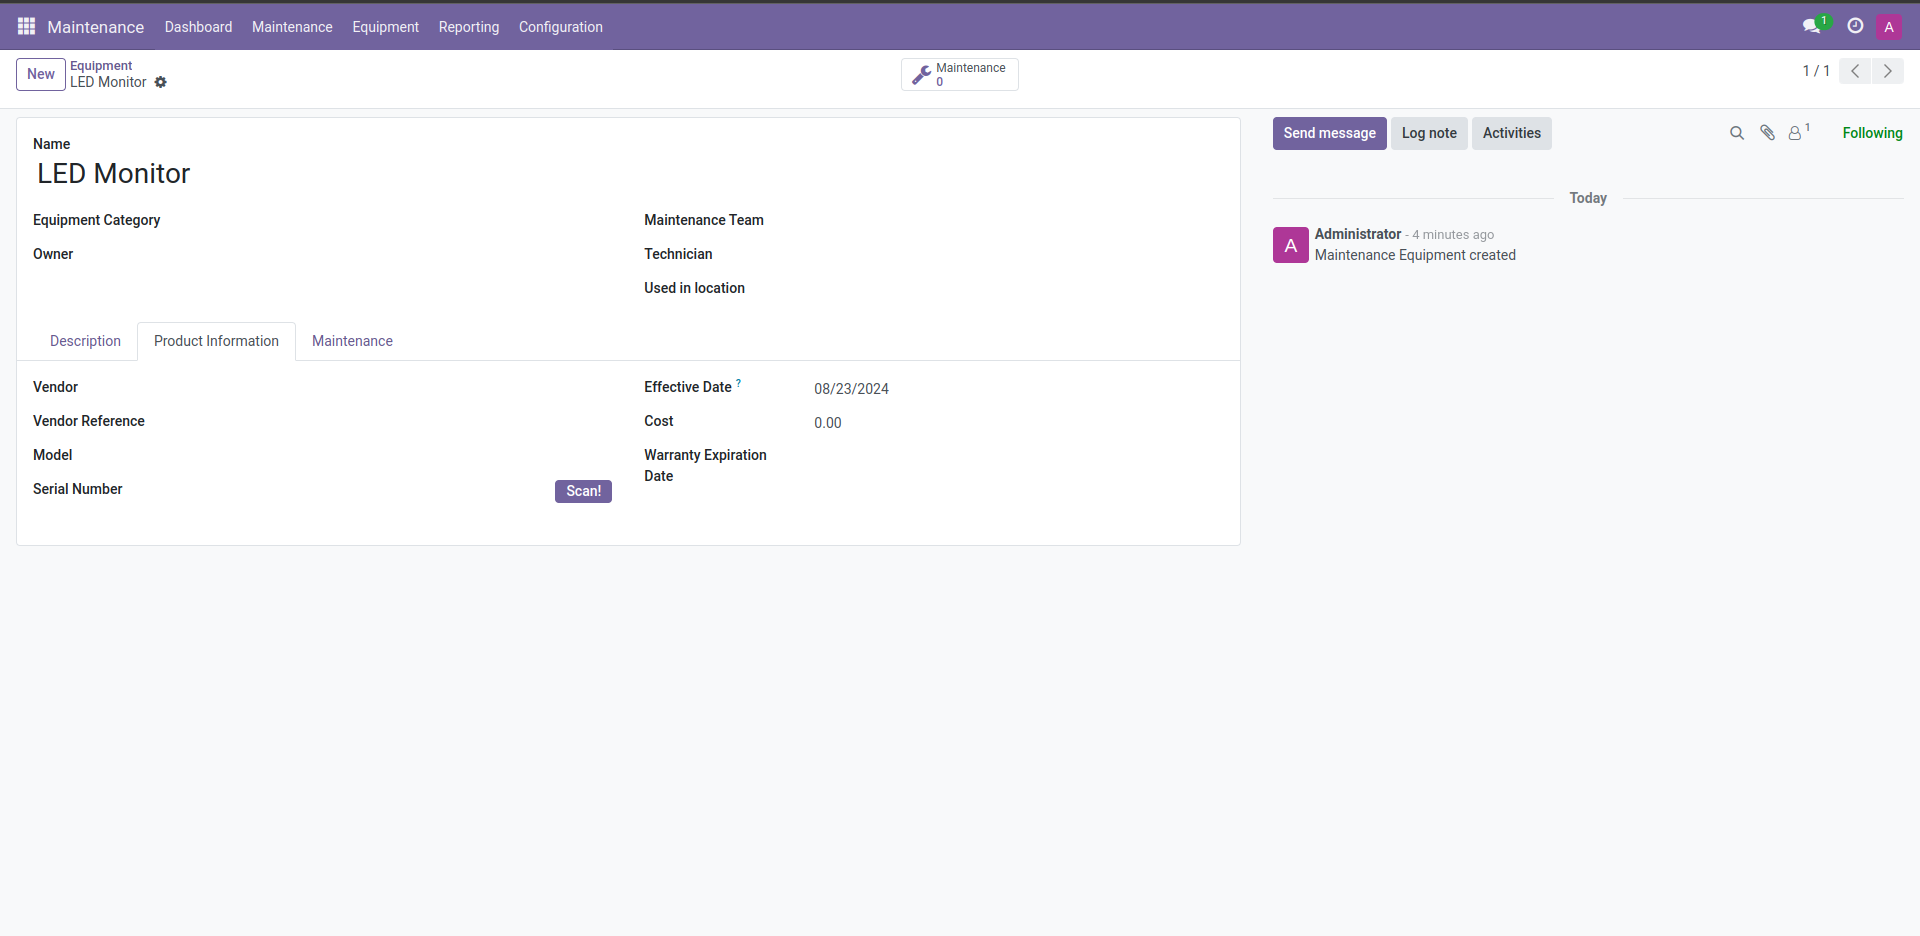 Maintenance Dashboard Maintenance Equipment Reporting Configuration 1 A
New Equipment
LED Monitor
Maintenance
0
1 / 1
Name
LED Monitor
Equipment Category
Owner
Maintenance Team
Technician
Used in location
Description Product Information Maintenance
Vendor
Vendor Reference
Model
Serial Number Scan!
Effective Date ? 08/23/2024
Cost 0.00
Warranty Expiration
Date
Send message Log note Activities 1 Following
Today
A Administrator - 4 minutes ago
Maintenance Equipment created